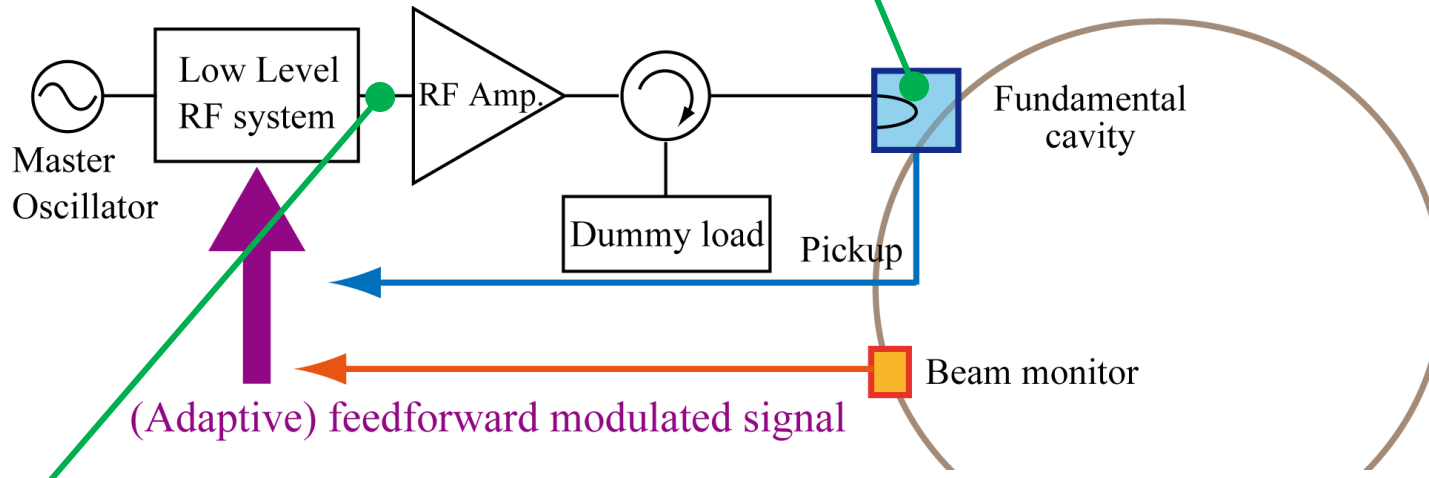 Low Level
RF system
RF Amp.
Master
Oscillator
Dummy load
Fundamental
cavity
Pickup
Beam monitor
(Adaptive) feedforward modulated signal